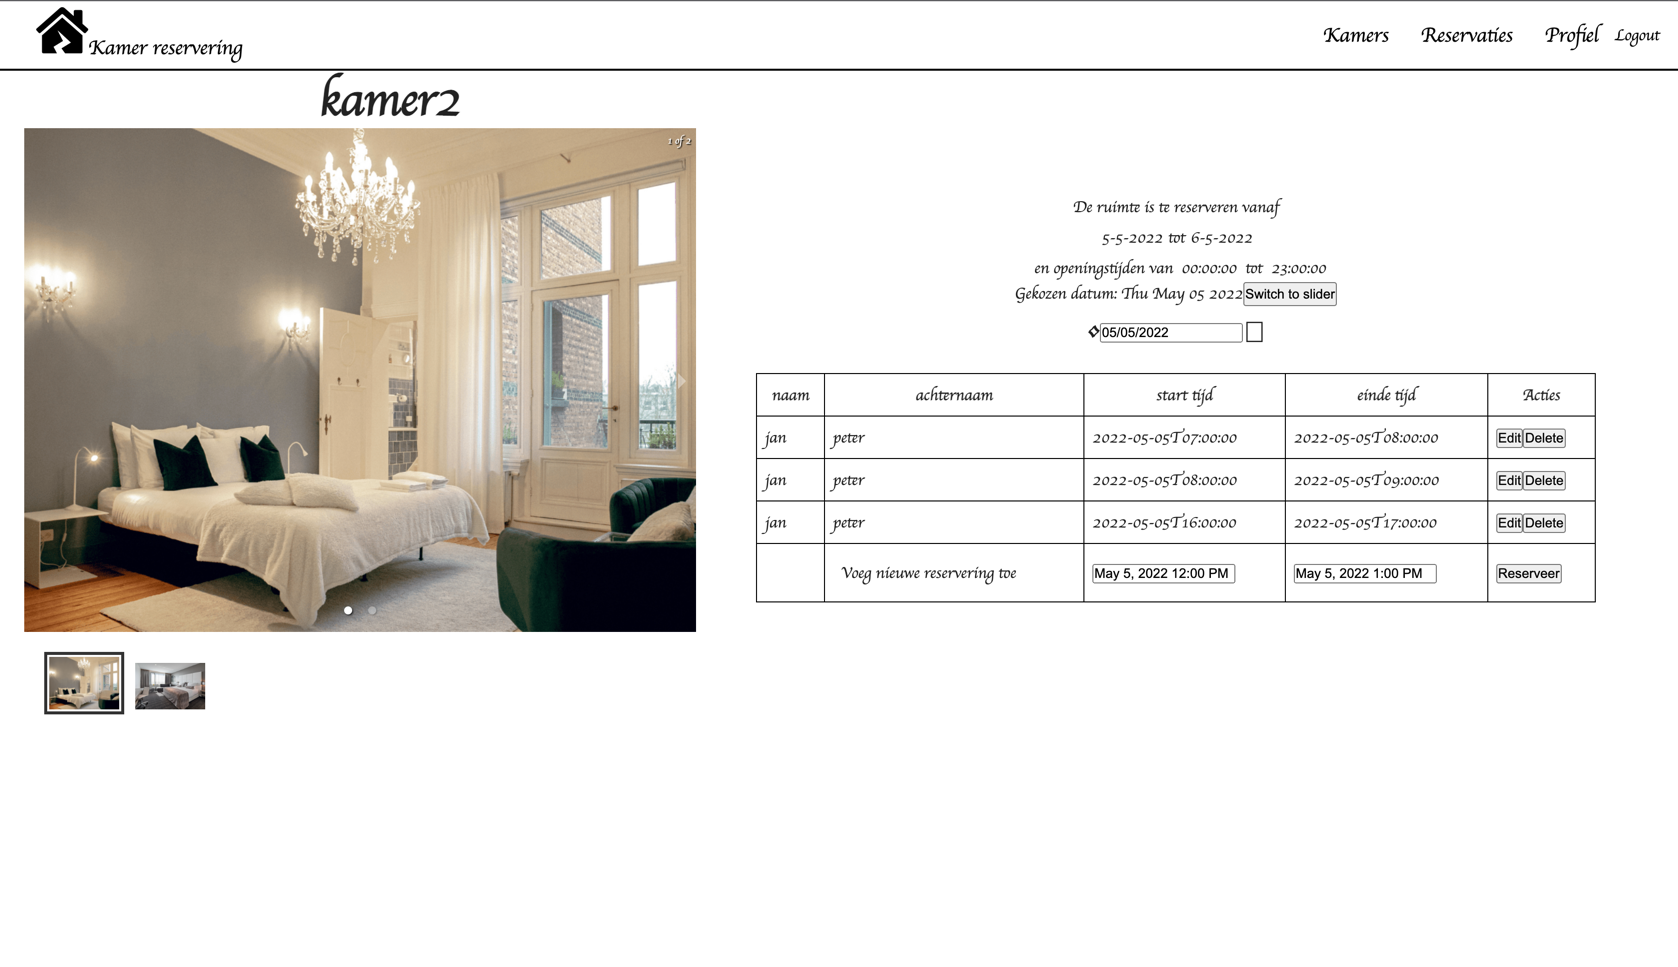 Kamer reservering
Kamers Reservaties Profiel Logout
kamer2
1 of 2
De ruimte is te reserveren vanaf
5-5-2022 tot 6-5-2022
en openingstijden van 00:00:00 tot 23:00:00
Gekozen datum: Thu May 05 2022 Switch to slider
05/05/2022
naam achternaam start tijd einde tijd Acties
jan peter 2022-05-05T07:00:00 2022-05-05T08:00:00 Edit Delete
jan peter 2022-05-05T08:00:00 2022-05-05T09:00:00 Edit Delete
jan peter 2022-05-05T16:00:00 2022-05-05T17:00:00 Edit Delete
Voeg nieuwe reservering toe May 5, 2022 12:00 PM May 5, 2022 1:00 PM Reserveer